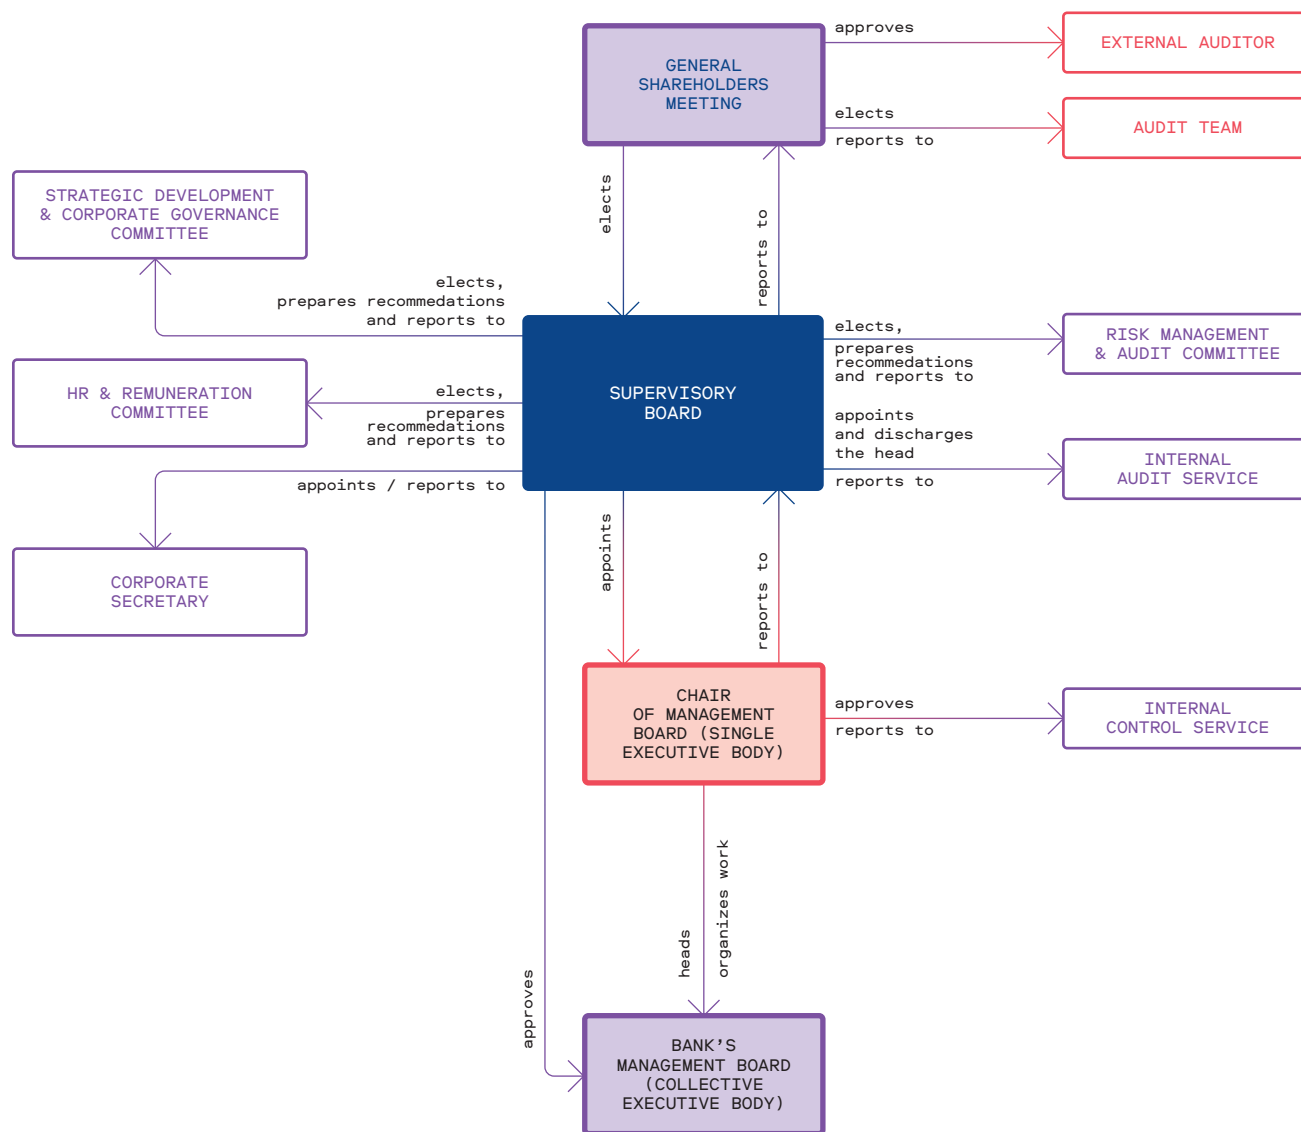 approves
EXTERNAL AUDITOR
GENERAL
SHAREHOLDERS
MEETING
elects
reports to
AUDIT TEAM
STRATEGIC DEVELOPMENT
& CORPORATE GOVERNANCE
COMMITTEE
elects
reports to
elects,
prepares recommedations
and reports to
elects,
prepares
recommedations
and reports to
RISK MANAGEMENT
& AUDIT COMMITTEE
HR & REMUNERATION
COMMITTEE
elects,
prepares
recommedations
and reports to
SUPERVISORY
BOARD
appoints
and discharges
the head
reports to
INTERNAL
AUDIT SERVICE
appoints / reports to
CORPORATE
SECRETARY
appoints
reports to
CHAIR
OF MANAGEMENT
BOARD (SINGLE
EXECUTIVE BODY)
approves
reports to
INTERNAL
CONTROL SERVICE
heads
organizes work
approves
BANK’S
MANAGEMENT BOARD
(COLLECTIVE
EXECUTIVE BODY)